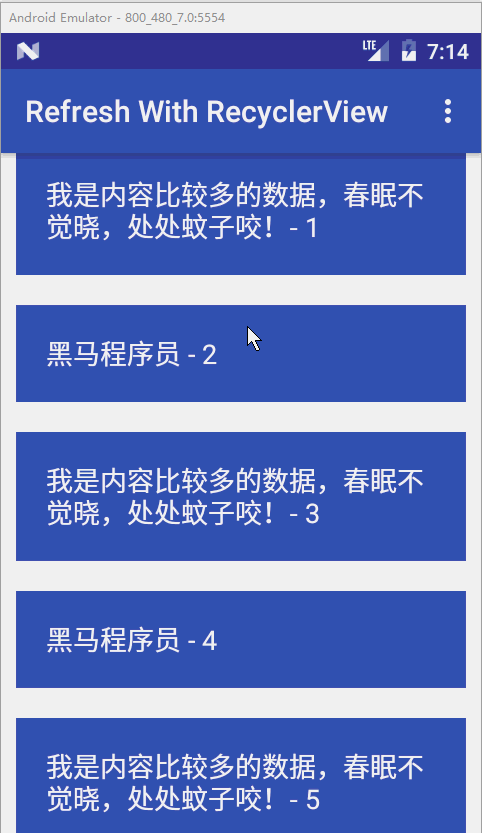 Android Emulator - 800_480_7.0:5554
LTE 7:14
Refresh With RecyclerView
我是内容比较多的数据，春眠不
觉晓，处处蚊子咬！- 1
黑马程序员 - 2
我是内容比较多的数据，春眠不
觉晓，处处蚊子咬！- 3
黑马程序员 - 4
我是内容比较多的数据，春眠不
觉晓，处处蚊子咬！- 5